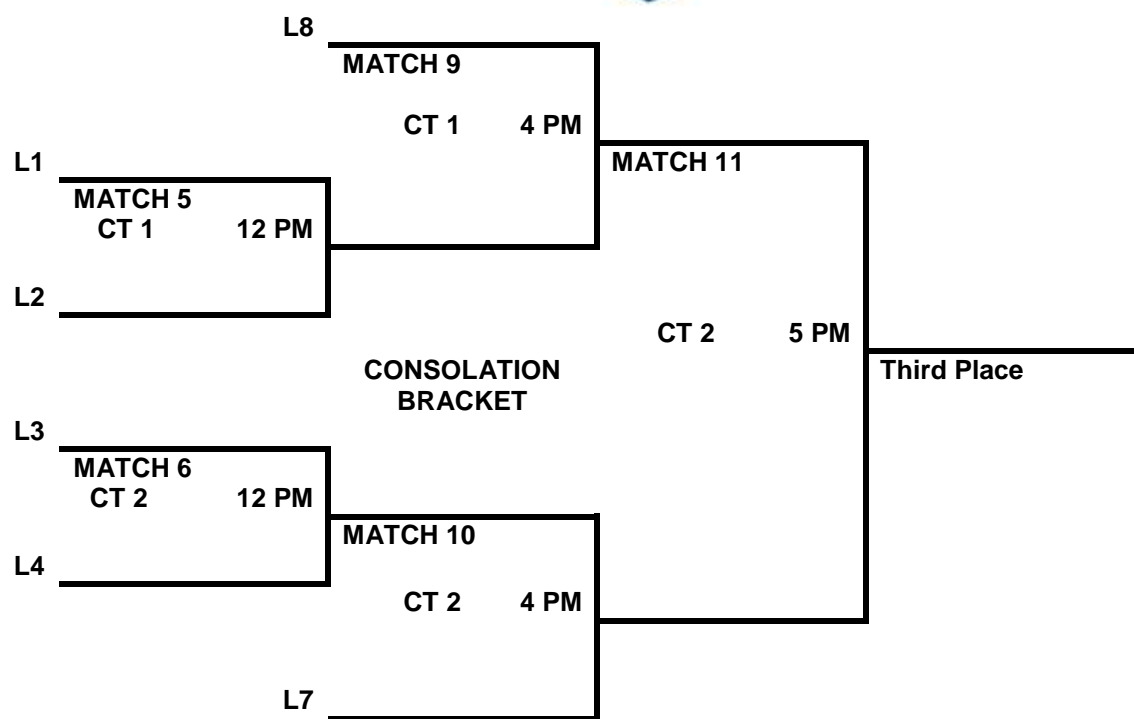 L8
MATCH 9
CT 1 4 PM
L1
MATCH 11
MATCH 5
CT 1 12 PM
L2
CT 2 5 PM
CONSOLATION
BRACKET
Third Place
L3
MATCH 6
CT 2 12 PM
MATCH 10
L4
CT 2 4 PM
L7